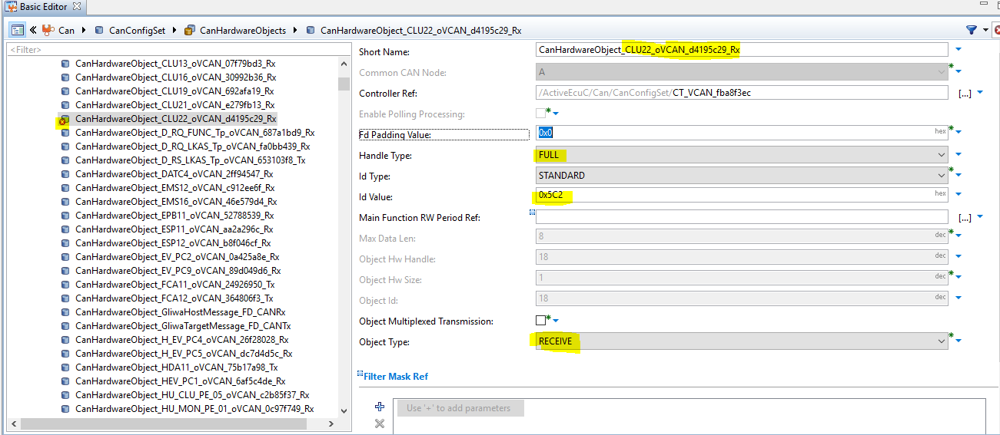 Basic Editor
Can CanConfigSet CanHardwareObjects CanHardwareObject_CLU22_oVCAN_d4195c29_Rx
<Filter>
CanHardwareObject_CLU13_oVCAN_07f79bd3_Rx
CanHardwareObject_CLU16_oVCAN_30992b36_Rx
CanHardwareObject_CLU19_oVCAN_692afa19_Rx
CanHardwareObject_CLU21_oVCAN_e279fb13_Rx
CanHardwareObject_CLU22_oVCAN_d4195c29_Rx
CanHardwareObject_D_RQ_FUNC_Tp_oVCAN_687a1bd9_Rx
CanHardwareObject_D_RQ_LKAS_Tp_oVCAN_fa0bb439_Rx
CanHardwareObject_D_RS_LKAS_Tp_oVCAN_653103f8_Tx
CanHardwareObject_DATC4_oVCAN_2ff94547_Rx
CanHardwareObject_EMS12_oVCAN_c912ee6f_Rx
CanHardwareObject_EMS16_oVCAN_46e579d4_Rx
CanHardwareObject_EPB11_oVCAN_52788539_Rx
CanHardwareObject_ESP11_oVCAN_aa2a296c_Rx
CanHardwareObject_ESP12_oVCAN_b8f046cf_Rx
CanHardwareObject_EV_PC2_oVCAN_0a425a8e_Rx
CanHardwareObject_EV_PC9_oVCAN_89d049d6_Rx
CanHardwareObject_FCA11_oVCAN_24926950_Tx
CanHardwareObject_FCA12_oVCAN_364806f3_Tx
CanHardwareObject_GliwaHostMessage_FD_CANRx
CanHardwareObject_GliwaTargetMessage_FD_CANTx
CanHardwareObject_H_EV_PC4_oVCAN_26f28028_Rx
CanHardwareObject_H_EV_PC5_oVCAN_dc7d4d5c_Rx
CanHardwareObject_HDA11_oVCAN_75b17a98_Tx
CanHardwareObject_HEV_PC1_oVCAN_6af5c4de_Rx
CanHardwareObject_HU_CLU_PE_05_oVCAN_c2b85f37_Rx
CanHardwareObject_HU_MON_PE_01_oVCAN_0c97f749_Rx
Short Name: CanHardwareObject_CLU22_oVCAN_d4195c29_Rx
Common CAN Node: A
Controller Ref: /ActiveEcuC/Can/CanConfigSet/CT_VCAN_fba8f3ec [...]
Enable Polling Processing:
Fd Padding Value: 0x0 hex
Handle Type: FULL
Id Type: STANDARD
Id Value: 0x5C2 hex
Main Function RW Period Ref: [...]
Max Data Len: 8 dec
Object Hw Handle: 18 dec
Object Hw Size: 1 dec
Object Id: 18 dec
Object Multiplexed Transmission:
Object Type: RECEIVE
Filter Mask Ref
Use '+' to add parameters